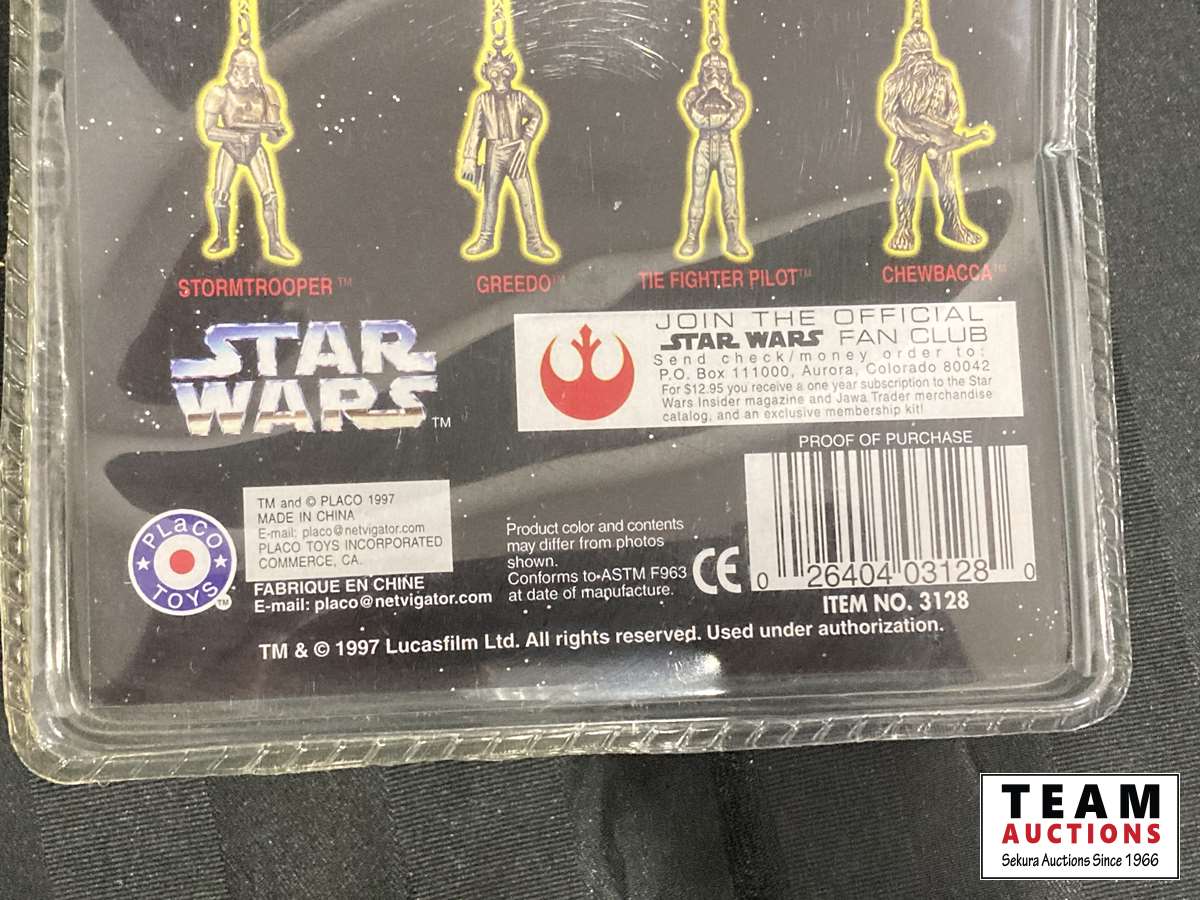 STORMTROOPER™
GREEDO™
TIE FIGHTER PILOT™
CHEWBACCA™
STAR
WARS™
JOIN THE OFFICIAL
STAR WARS FAN CLUB
Send check/money order to:
P.O. Box 111000, Aurora, Colorado 80042
For $12.95 you receive a one year subscription to the Star
Wars Insider magazine and Jawa Trader merchandise
catalog, and an exclusive membership kit!
PROOF OF PURCHASE
0 26404 03128 0
ITEM NO. 3128
PLaCO
TOYS™
TM and © PLACO 1997
MADE IN CHINA
E-mail: placo@netvigator.com
PLACO TOYS INCORPORATED
COMMERCE, CA.
FABRIQUE EN CHINE
E-mail: placo@netvigator.com
Product color and contents
may differ from photos
shown.
Conforms to ASTM F963
at date of manufacture.
CE
TM & © 1997 Lucasfilm Ltd. All rights reserved. Used under authorization.
TEAM
AUCTIONS
Sekura Auctions Since 1966